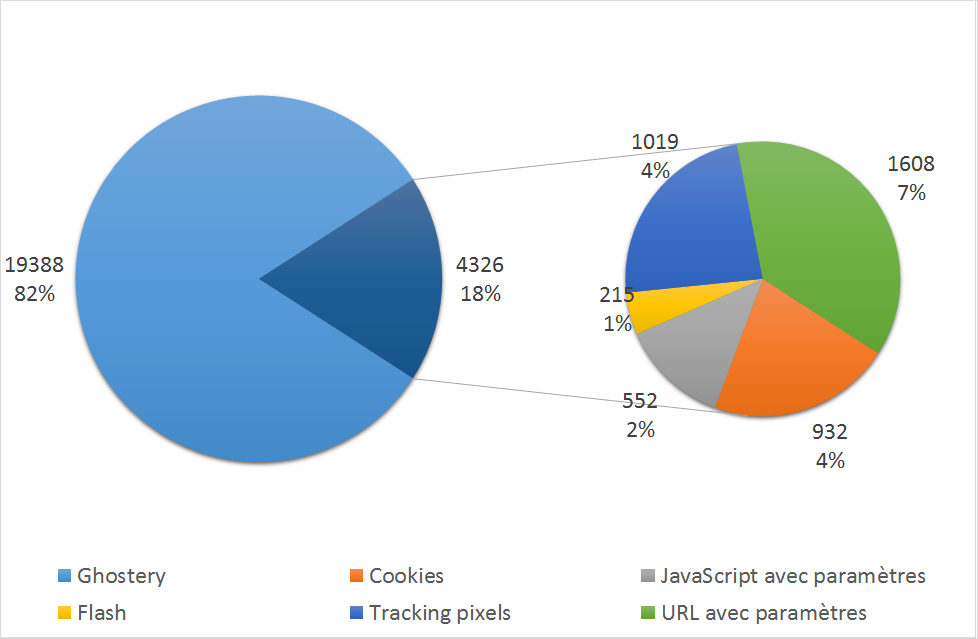 19388
82%
4326
18%
1019
4%
1608
7%
215
1%
552
2%
932
4%
Ghostery
Cookies
JavaScript avec paramètres
Flash
Tracking pixels
URL avec paramètres